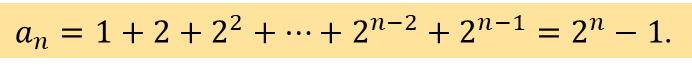 aₙ = 1 + 2 + 2² + ⋯ + 2ⁿ⁻² + 2ⁿ⁻¹ = 2ⁿ − 1.